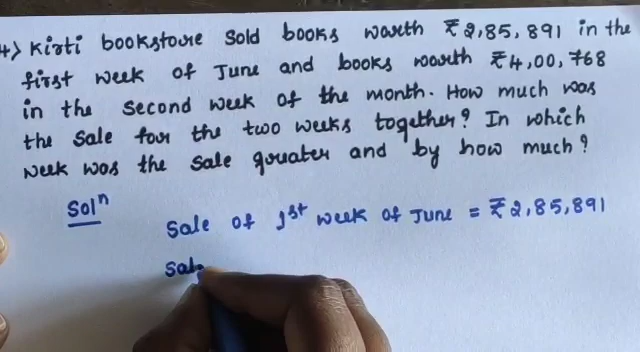 4) Kirti bookstore sold books worth ₹2,85,891 in the
first week of June and books worth ₹4,00,768
in the second week of the month. How much was
the sale for the two weeks together? In which
week was the sale greater and by how much?
Solⁿ
Sale of 1st week of June = ₹2,85,891
Sale